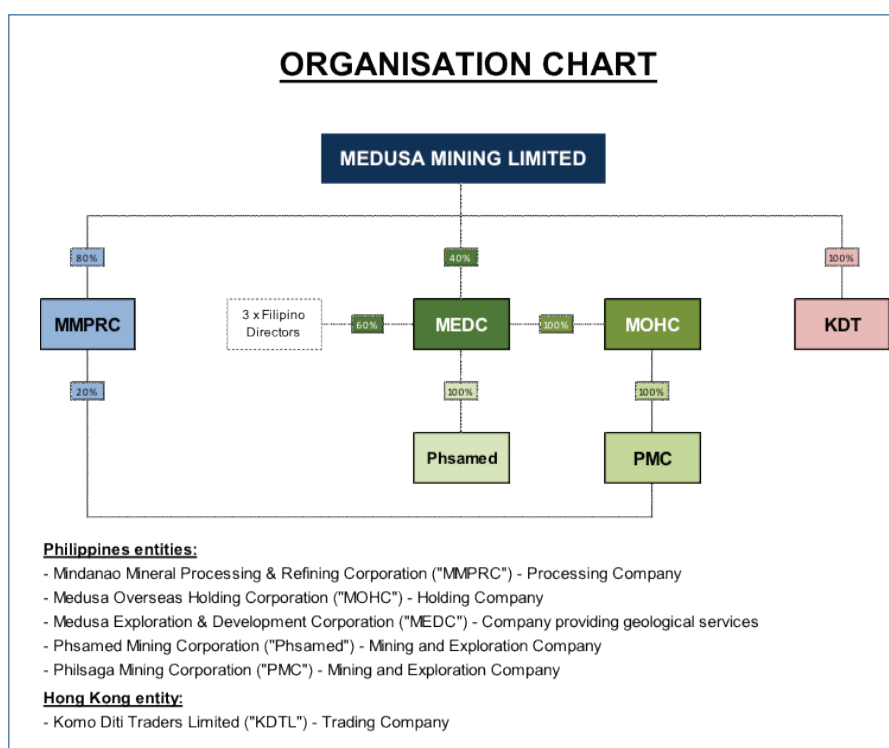 ORGANISATION CHART
MEDUSA MINING LIMITED
80%
40%
100%
MMPRC
3 x Filipino
Directors
60%
MEDC
100%
MOHC
KDT
20%
100%
100%
Phsamed
PMC
Philippines entities:
- Mindanao Mineral Processing & Refining Corporation ("MMPRC") - Processing Company
- Medusa Overseas Holding Corporation ("MOHC") - Holding Company
- Medusa Exploration & Development Corporation ("MEDC") - Company providing geological services
- Phsamed Mining Corporation ("Phsamed") - Mining and Exploration Company
- Philsaga Mining Corporation ("PMC") - Mining and Exploration Company
Hong Kong entity:
- Komo Diti Traders Limited ("KDTL") - Trading Company